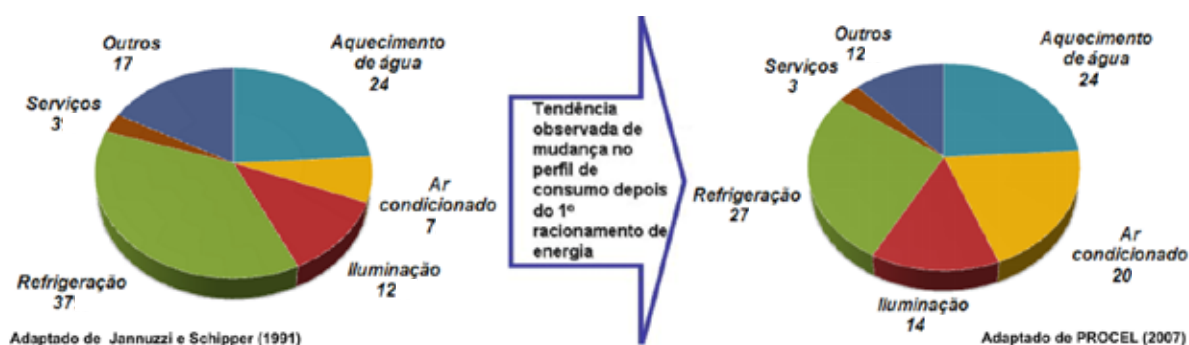 Outros
17
Aquecimento
de água
24
Serviços
3
Ar
condicionado
7
Refrigeração
37
Iluminação
12
Adaptado de Jannuzzi e Schipper (1991)
Tendência
observada de
mudança no
perfil de
consumo depois
do 1º
racionamento de
energia
Outros
12
Aquecimento
de água
24
Serviços
3
Refrigeração
27
Ar
condicionado
20
Iluminação
14
Adaptado de PROCEL (2007)